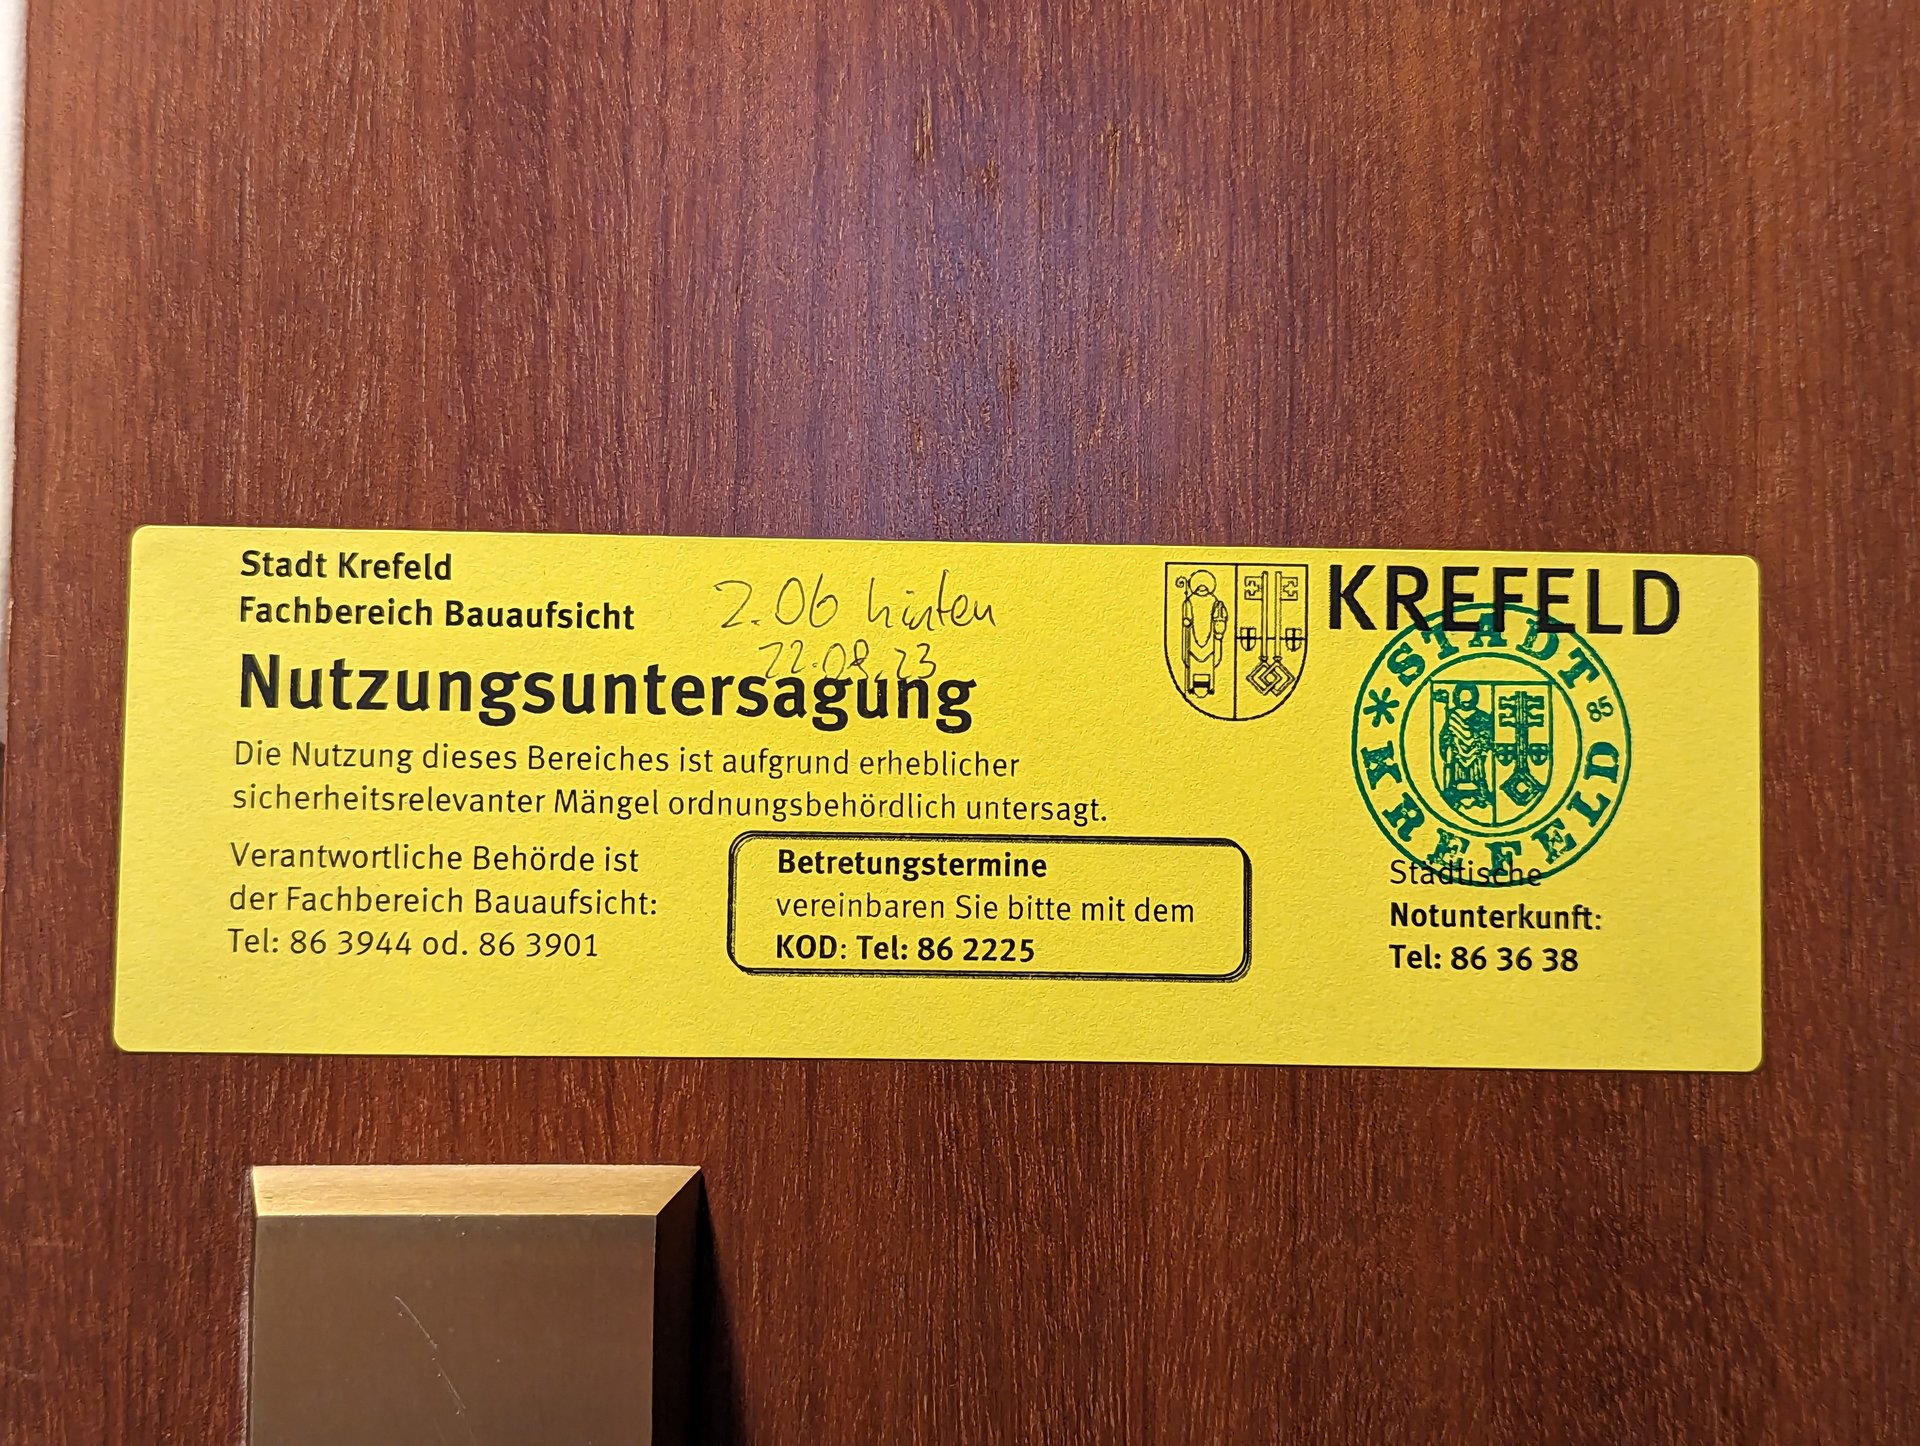 Stadt Krefeld
Fachbereich Bauaufsicht
2.06 hinten
22.08.23
KREFELD
Nutzungsuntersagung
Die Nutzung dieses Bereiches ist aufgrund erheblicher
sicherheitsrelevanter Mängel ordnungsbehördlich untersagt.
Verantwortliche Behörde ist
der Fachbereich Bauaufsicht:
Tel: 86 3944 od. 86 3901
Betretungstermine
vereinbaren Sie bitte mit dem
KOD: Tel: 86 2225
STADT KREFELD
85
Städtische
Notunterkunft:
Tel: 86 36 38